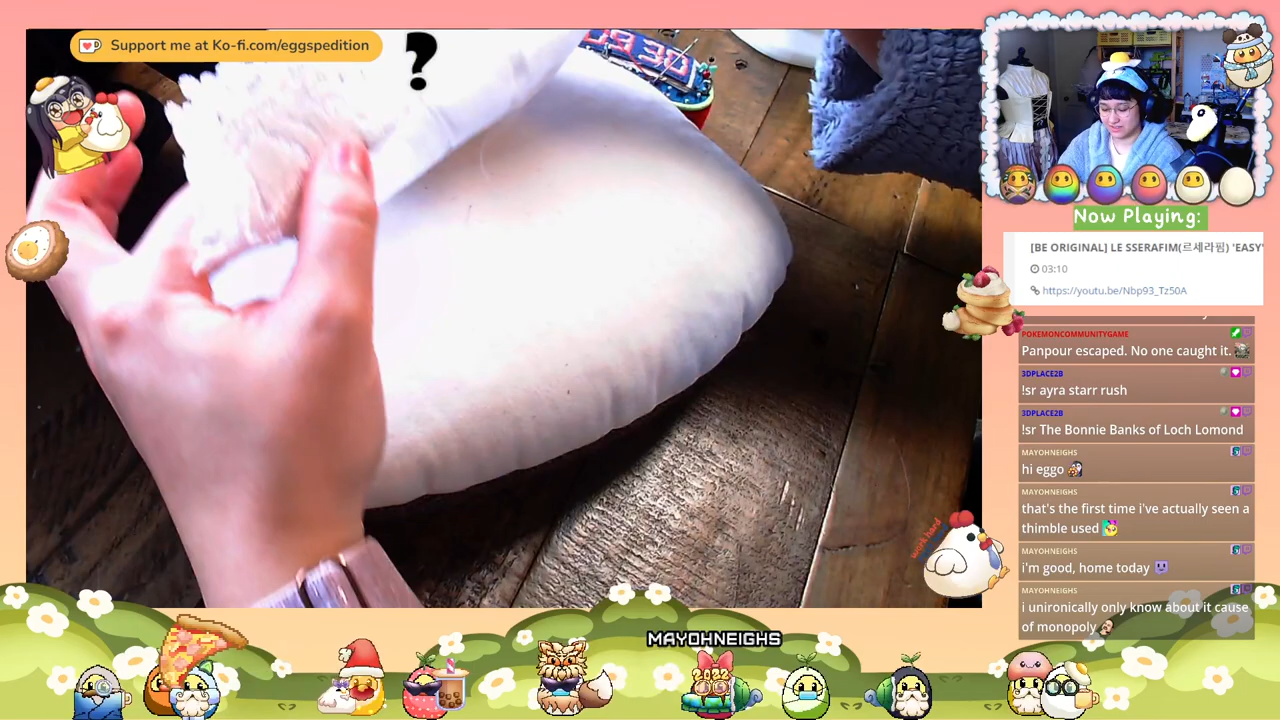 Support me at Ko-fi.com/eggspedition
?
Now Playing:
[BE ORIGINAL] LE SSERAFIM(르세라핌) 'EASY'
03:10
https://youtu.be/Nbp93_Tz50A
POKEMONCOMMUNITYGAME
Panpour escaped. No one caught it.
3DPLACE2B
!sr ayra starr rush
3DPLACE2B
!sr The Bonnie Banks of Loch Lomond
MAYOHNEIGHS
hi eggo
MAYOHNEIGHS
that's the first time i've actually seen a
thimble used
MAYOHNEIGHS
i'm good, home today
MAYOHNEIGHS
i unironically only know about it cause
of monopoly
work hard
MAYOHNEIGHS
2022